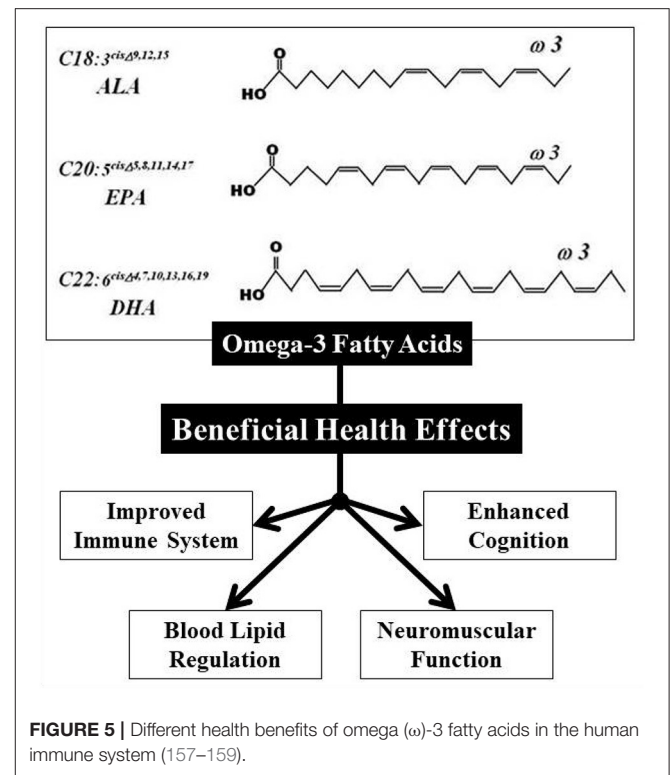 C18:3cisΔ9,12,15
ALA
O
HO
ω 3
C20:5cisΔ5,8,11,14,17
EPA
O
HO
ω 3
C22:6cisΔ4,7,10,13,16,19
DHA
O
HO
ω 3
Omega-3 Fatty Acids
Beneficial Health Effects
Improved
Immune System
Enhanced
Cognition
Blood Lipid
Regulation
Neuromuscular
Function
FIGURE 5 | Different health benefits of omega (ω)-3 fatty acids in the human
immune system (157–159).